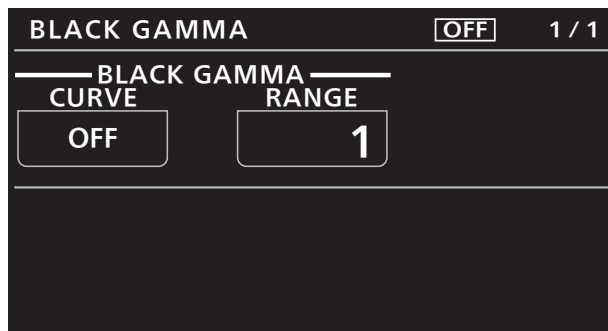 BLACK GAMMA OFF 1 / 1
BLACK GAMMA
CURVE RANGE
OFF 1